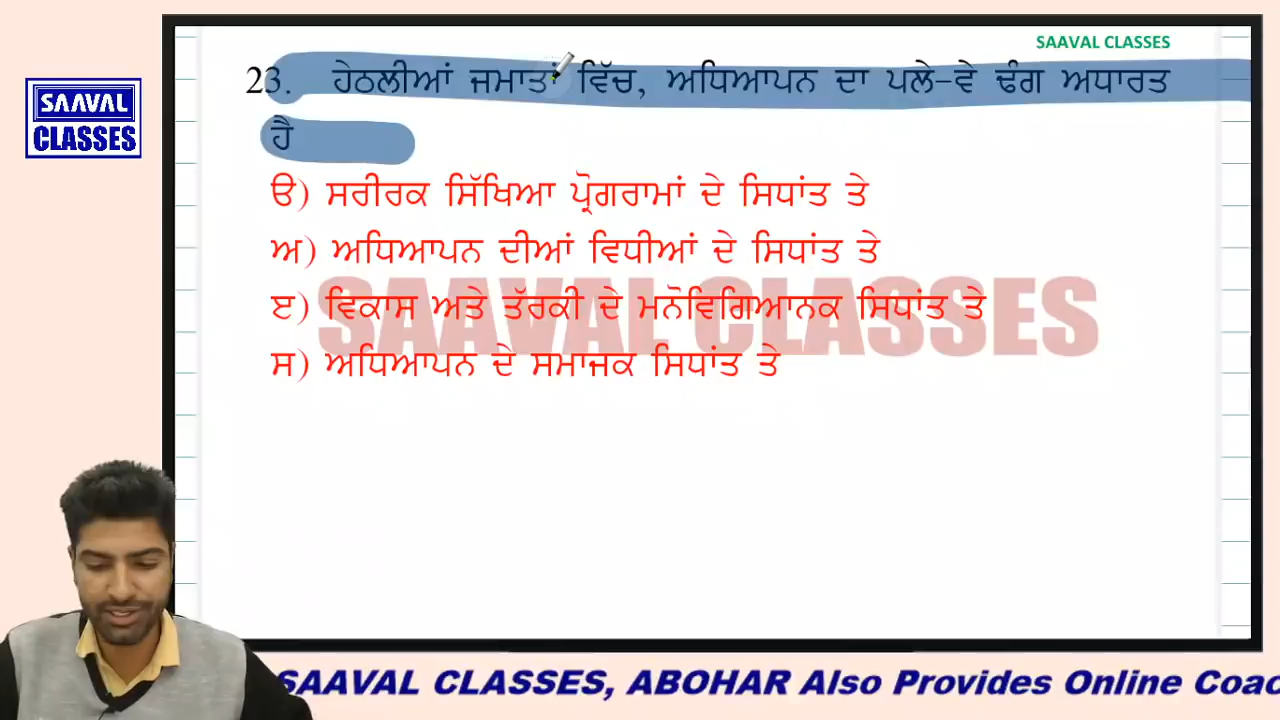 SAAVAL CLASSES
SAAVAL
CLASSES
23. ਹੇਠਲੀਆਂ ਜਮਾਤਾਂ ਵਿੱਚ, ਅਧਿਆਪਨ ਦਾ ਪਲੇ-ਵੇ ਢੰਗ ਅਧਾਰਤ
ਹੈ
ੳ) ਸਰੀਰਕ ਸਿੱਖਿਆ ਪ੍ਰੋਗਰਾਮਾਂ ਦੇ ਸਿਧਾਂਤ ਤੇ
ਅ) ਅਧਿਆਪਨ ਦੀਆਂ ਵਿਧੀਆਂ ਦੇ ਸਿਧਾਂਤ ਤੇ
ੲ) ਵਿਕਾਸ ਅਤੇ ਤੱਰਕੀ ਦੇ ਮਨੋਵਿਗਿਆਨਕ ਸਿਧਾਂਤ ਤੇ
SAAVAL CLASSES
ਸ) ਅਧਿਆਪਨ ਦੇ ਸਮਾਜਕ ਸਿਧਾਂਤ ਤੇ
SAAVAL CLASSES, ABOHAR Also Provides Online Coac